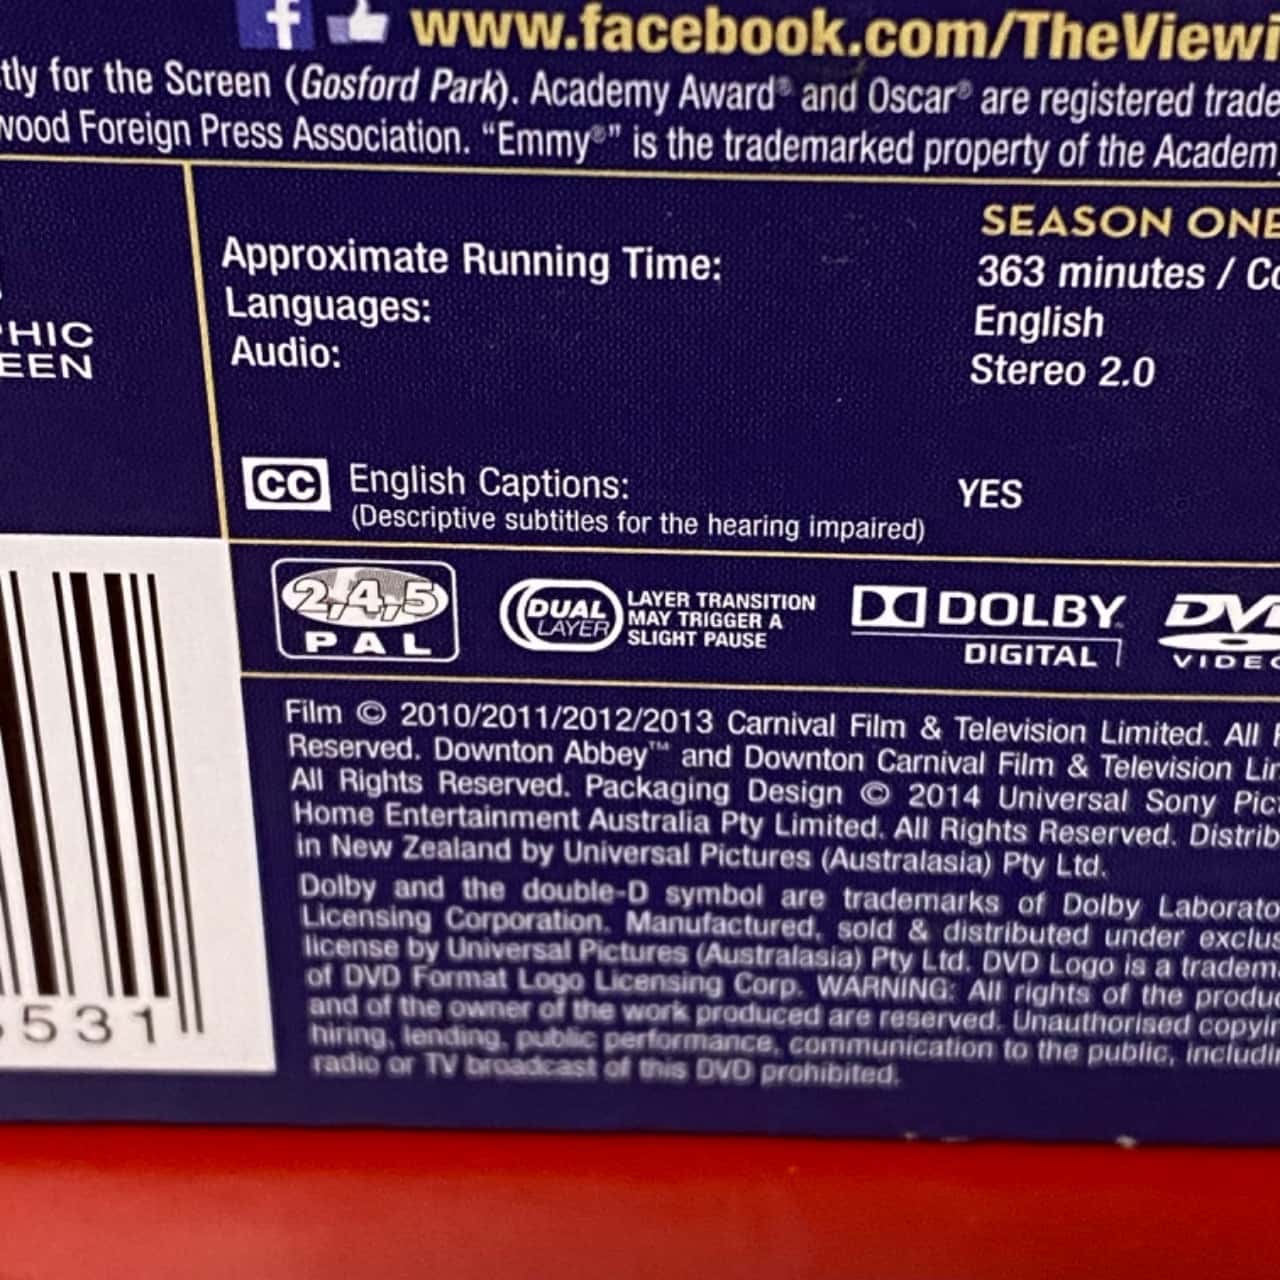 f www.facebook.com/TheViewi
tly for the Screen (Gosford Park). Academy Award® and Oscar® are registered trade
wood Foreign Press Association. “Emmy®” is the trademarked property of the Academ
SEASON ONE
Approximate Running Time: 363 minutes / Co
Languages: English
Audio: Stereo 2.0
HIC
EEN
CC English Captions: YES
(Descriptive subtitles for the hearing impaired)
2,4,5
PAL
DUAL
LAYER
LAYER TRANSITION
MAY TRIGGER A
SLIGHT PAUSE
DOLBY
DIGITAL
DVD
VIDEO
Film © 2010/2011/2012/2013 Carnival Film & Television Limited. All R
Reserved. Downton Abbey™ and Downton Carnival Film & Television Lim
All Rights Reserved. Packaging Design © 2014 Universal Sony Pic
Home Entertainment Australia Pty Limited. All Rights Reserved. Distrib
in New Zealand by Universal Pictures (Australasia) Pty Ltd.
Dolby and the double-D symbol are trademarks of Dolby Laborato
Licensing Corporation. Manufactured, sold & distributed under exclus
license by Universal Pictures (Australasia) Pty Ltd. DVD Logo is a tradem
of DVD Format Logo Licensing Corp. WARNING: All rights of the produc
and of the owner of the work produced are reserved. Unauthorised copyin
hiring, lending, public performance, communication to the public, includin
radio or TV broadcast of this DVD prohibited.
531